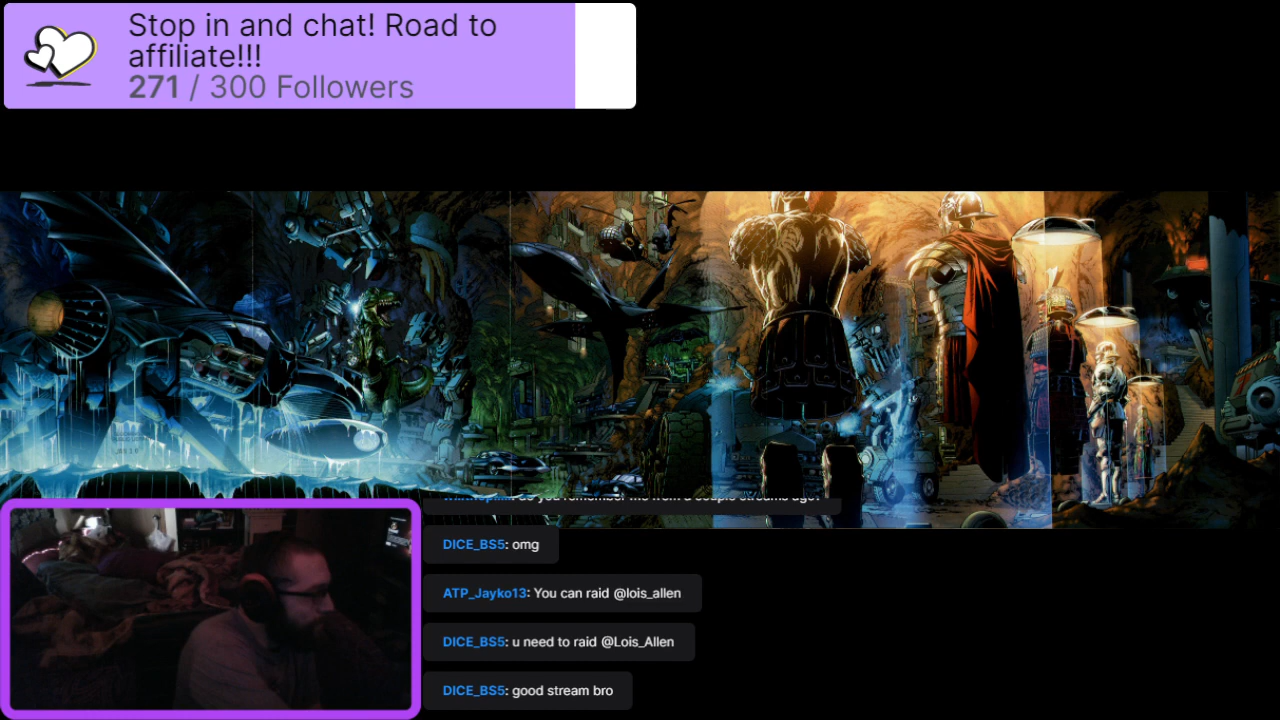 Stop in and chat! Road to
affiliate!!!
271 / 300 Followers
DICE_BS5: omg
ATP_Jayko13: You can raid @lois_allen
DICE_BS5: u need to raid @Lois_Allen
DICE_BS5: good stream bro